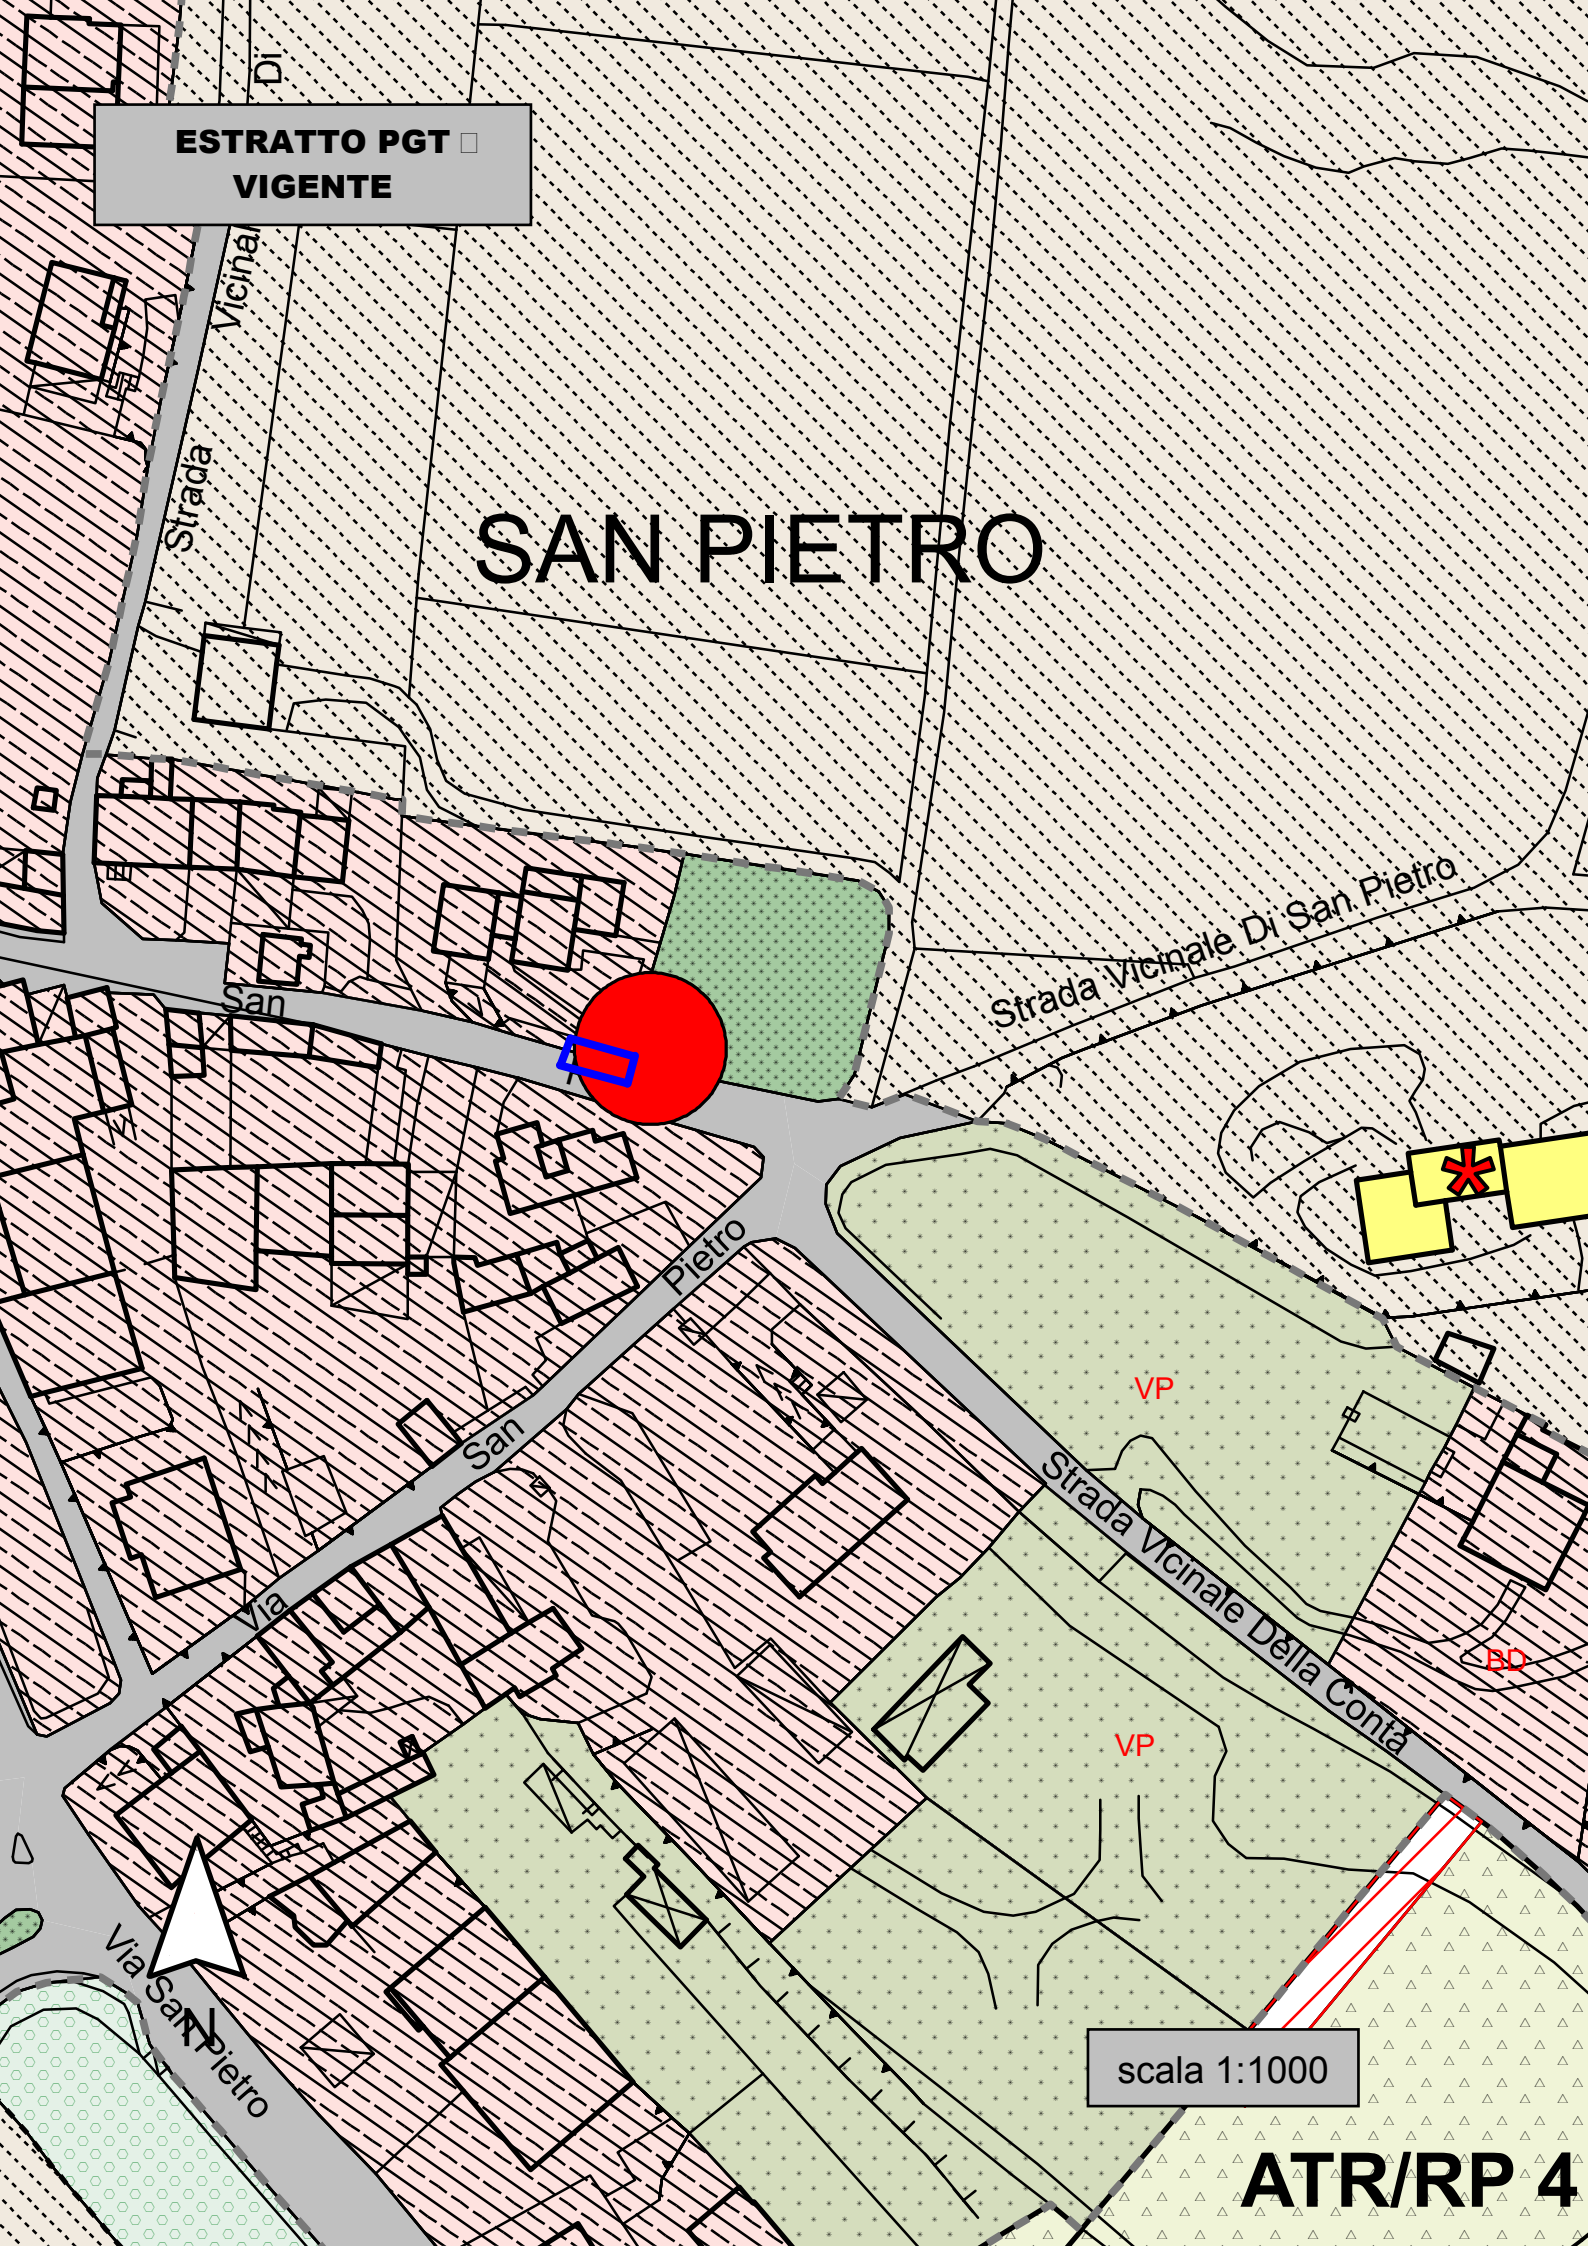 Di
ESTRATTO PGT
VIGENTE
Vicinal
Strada
SAN PIETRO
Strada Vicinale Di San Pietro
San
Pietro
VP
San
Strada Vicinale Della Conta
Via
BD
VP
Via San Pietro
N
scala 1:1000
ATR/RP 4